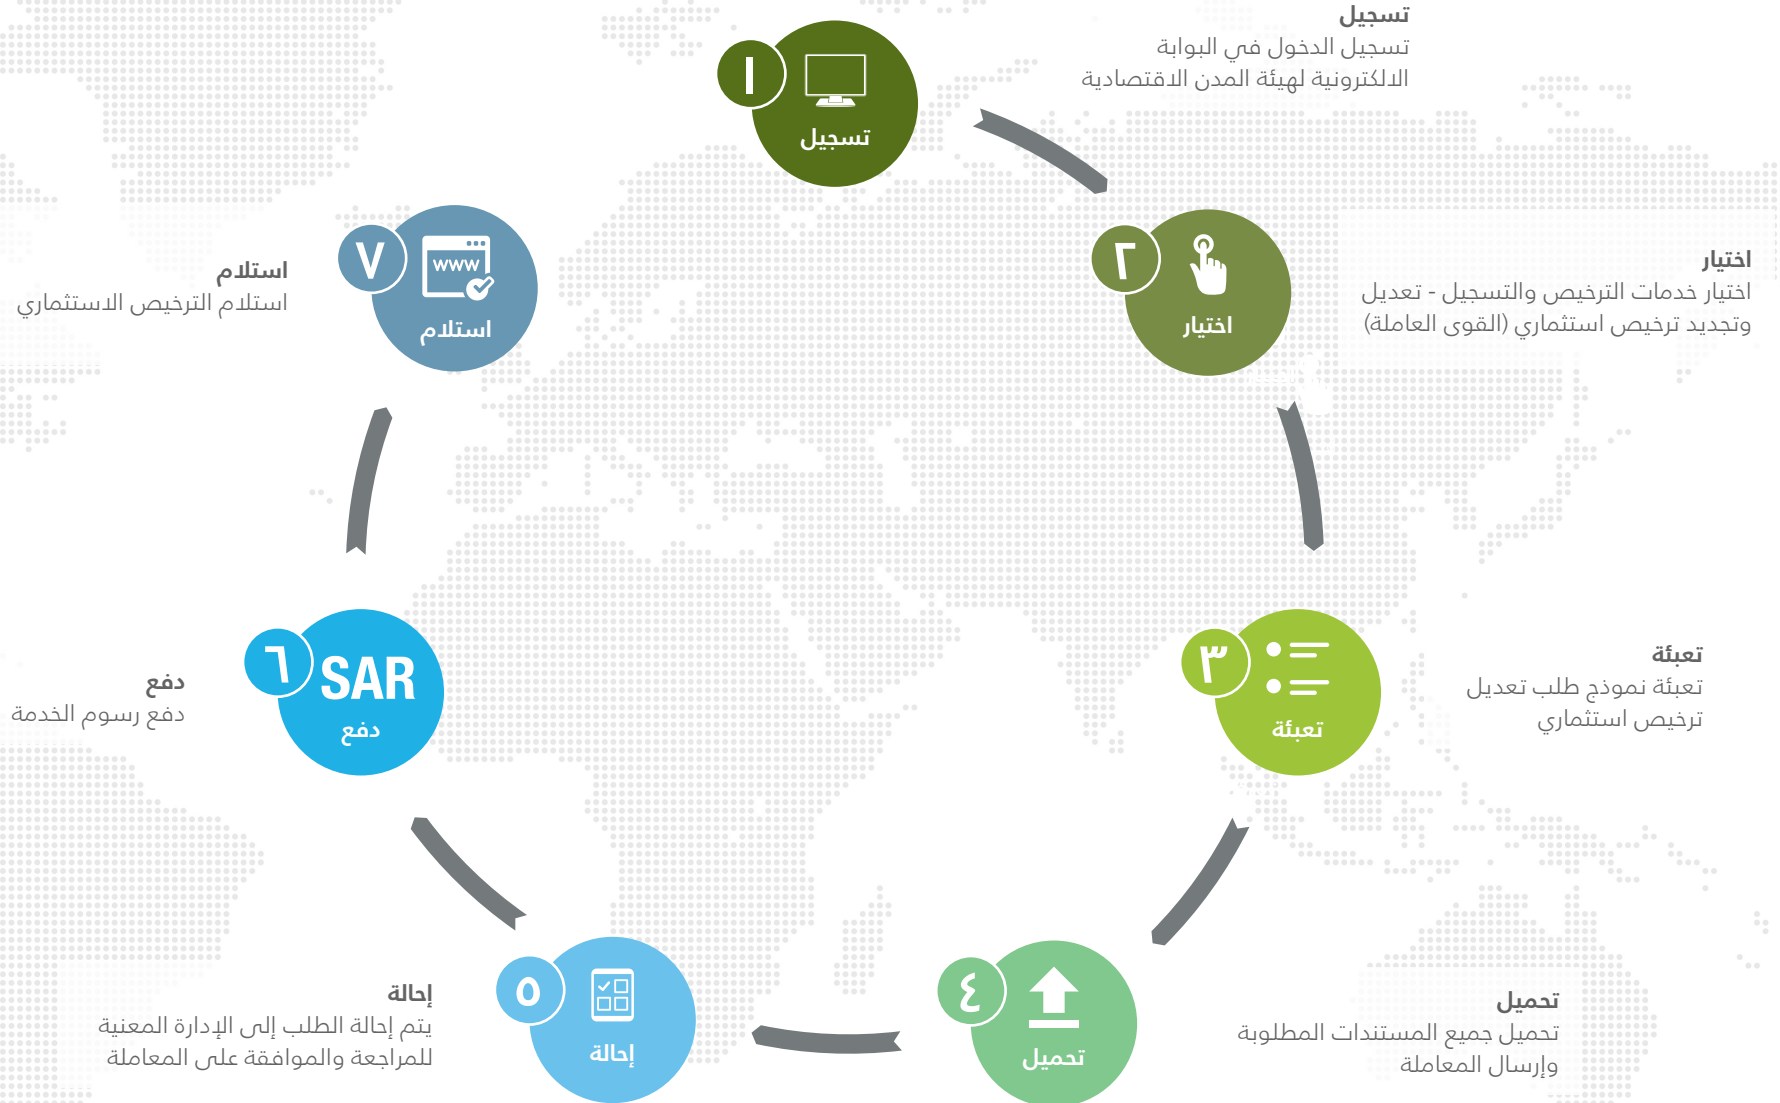 تسجيل
تسجيل الدخول في البوابة
الالكترونية لهيئة المدن الاقتصادية
١
تسجيل
اختيار
اختيار خدمات الترخيص والتسجيل - تعديل
وتجديد ترخيص استثماري (القوى العاملة)
٢
اختيار
تعبئة
تعبئة نموذج طلب تعديل
ترخيص استثماري
٣
تعبئة
تحميل
تحميل جميع المستندات المطلوبة
وإرسال المعاملة
٤
تحميل
إحالة
يتم إحالة الطلب إلى الإدارة المعنية
للمراجعة والموافقة على المعاملة
٥
إحالة
دفع
دفع رسوم الخدمة
٦
SAR
دفع
استلام
استلام الترخيص الاستثماري
٧
www
استلام